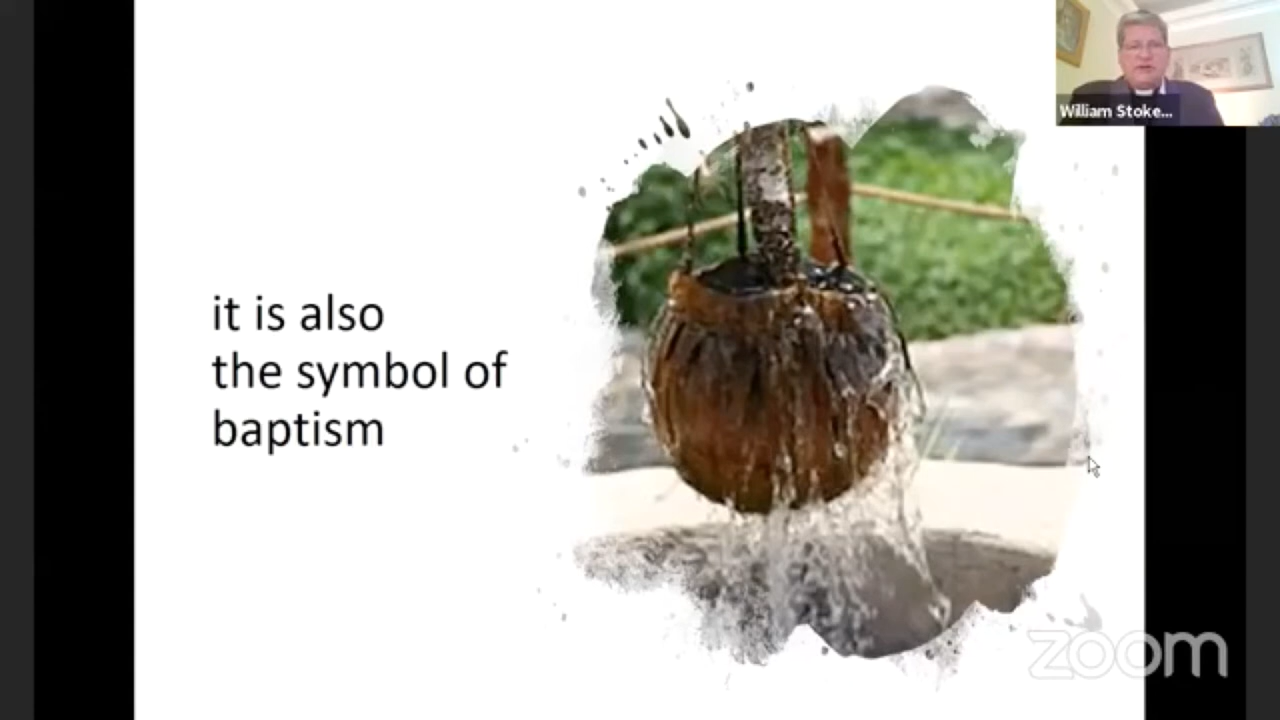 William Stoke...
it is also
the symbol of
baptism
zoom